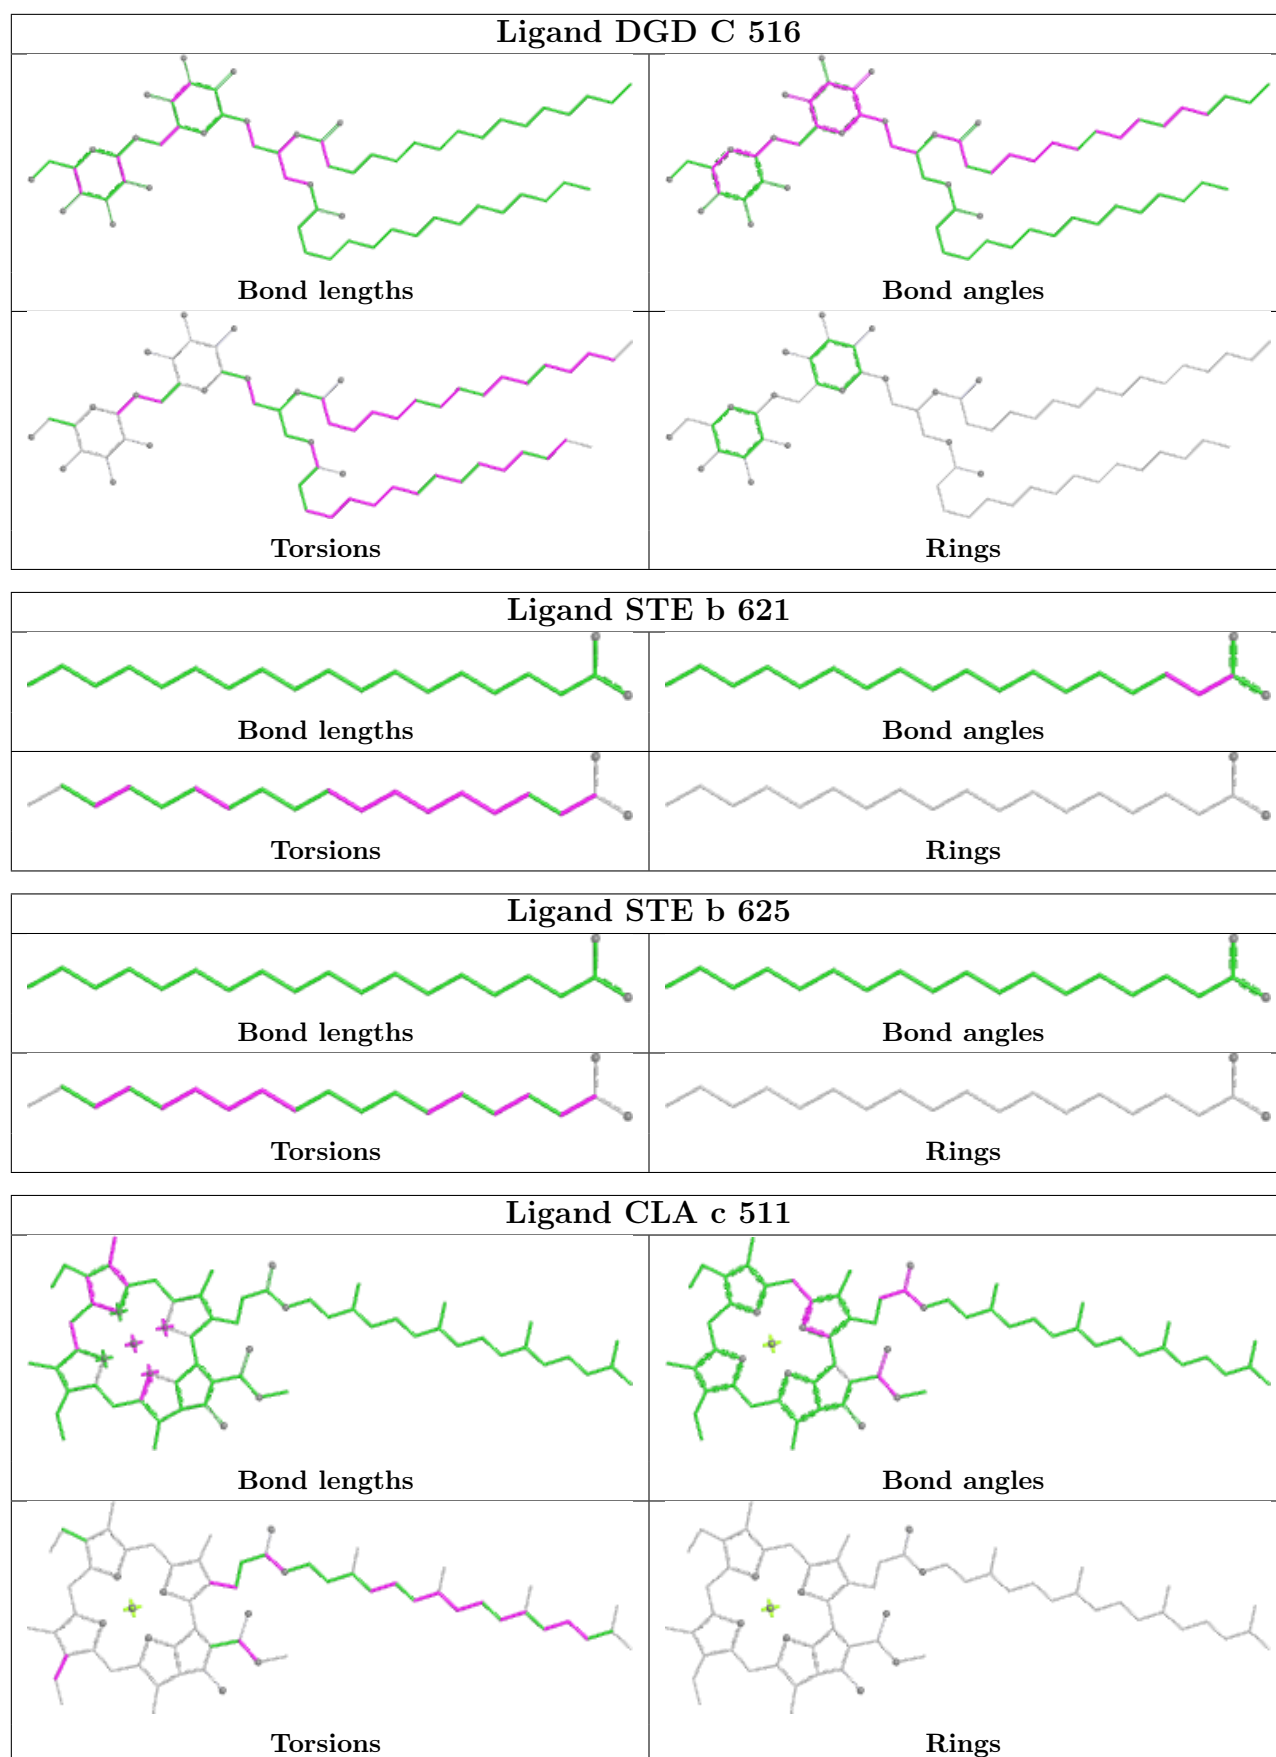 Ligand DGD C 516
Bond lengths
Bond angles
Torsions
Rings
Ligand STE b 621
Bond lengths
Bond angles
Torsions
Rings
Ligand STE b 625
Bond lengths
Bond angles
Torsions
Rings
Ligand CLA c 511
Bond lengths
Bond angles
Torsions
Rings